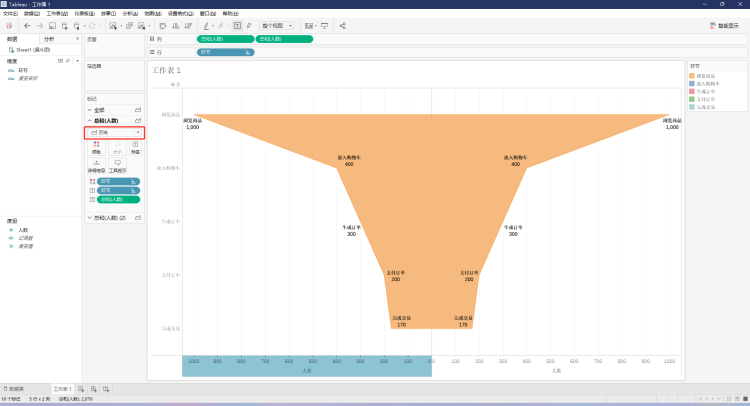 Tableau - 工作表 1
文件(F) 数据(D) 工作表(W) 仪表板(B) 故事(T) 分析(A) 地图(M) 设置格式(O) 窗口(N) 帮助(H)
整个视图
智能显示
数据 分析
页面
列 总和(人数) 总和(人数)
Sheet1 (漏斗图)
行 环节
维度
Abc 环节
Abc 度量名称
筛选器
标记
全部
总和(人数)
区域
颜色 大小 标签
详细信息 工具提示
环节
环节
总和(人数)
总和(人数) (2)
度量
人数
记录数
度量值
工作表 1
环节
浏览商品
放入购物车
生成订单
支付订单
完成交易
浏览商品
1,000
浏览商品
1,000
放入购物车
400
放入购物车
400
生成订单
300
生成订单
300
支付订单
200
支付订单
200
完成交易
170
完成交易
170
1000 900 800 700 600 500 400 300 200 100 0
0 100 200 300 400 500 600 700 800 900 1000
人数
人数
环节
浏览商品
放入购物车
生成订单
支付订单
完成交易
数据源 工作表 1
10 个标记 5 行 x 2 列 总和(人数): 2,070